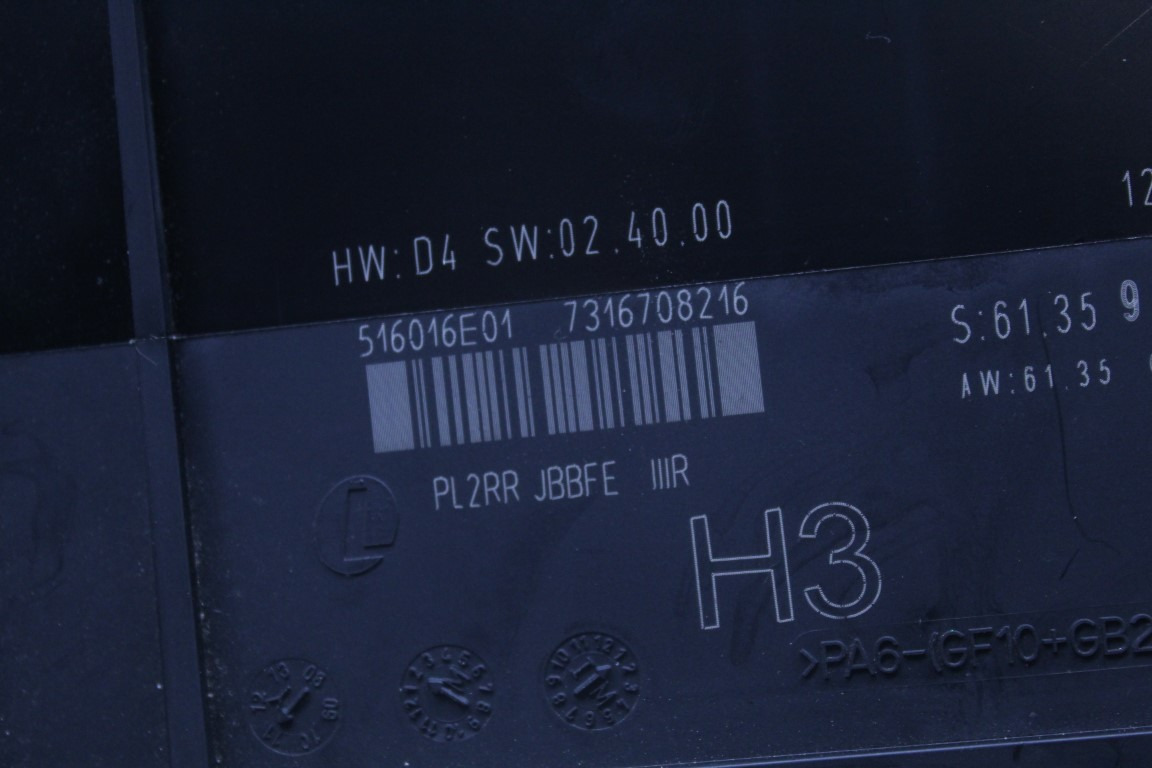 12
HW:D4 SW:02.40.00
516016E01 7316708216
S:61.35 9
AW:61.35
PL2RR JBBFE IIIR
H3
>PA6-(GF10+GB2